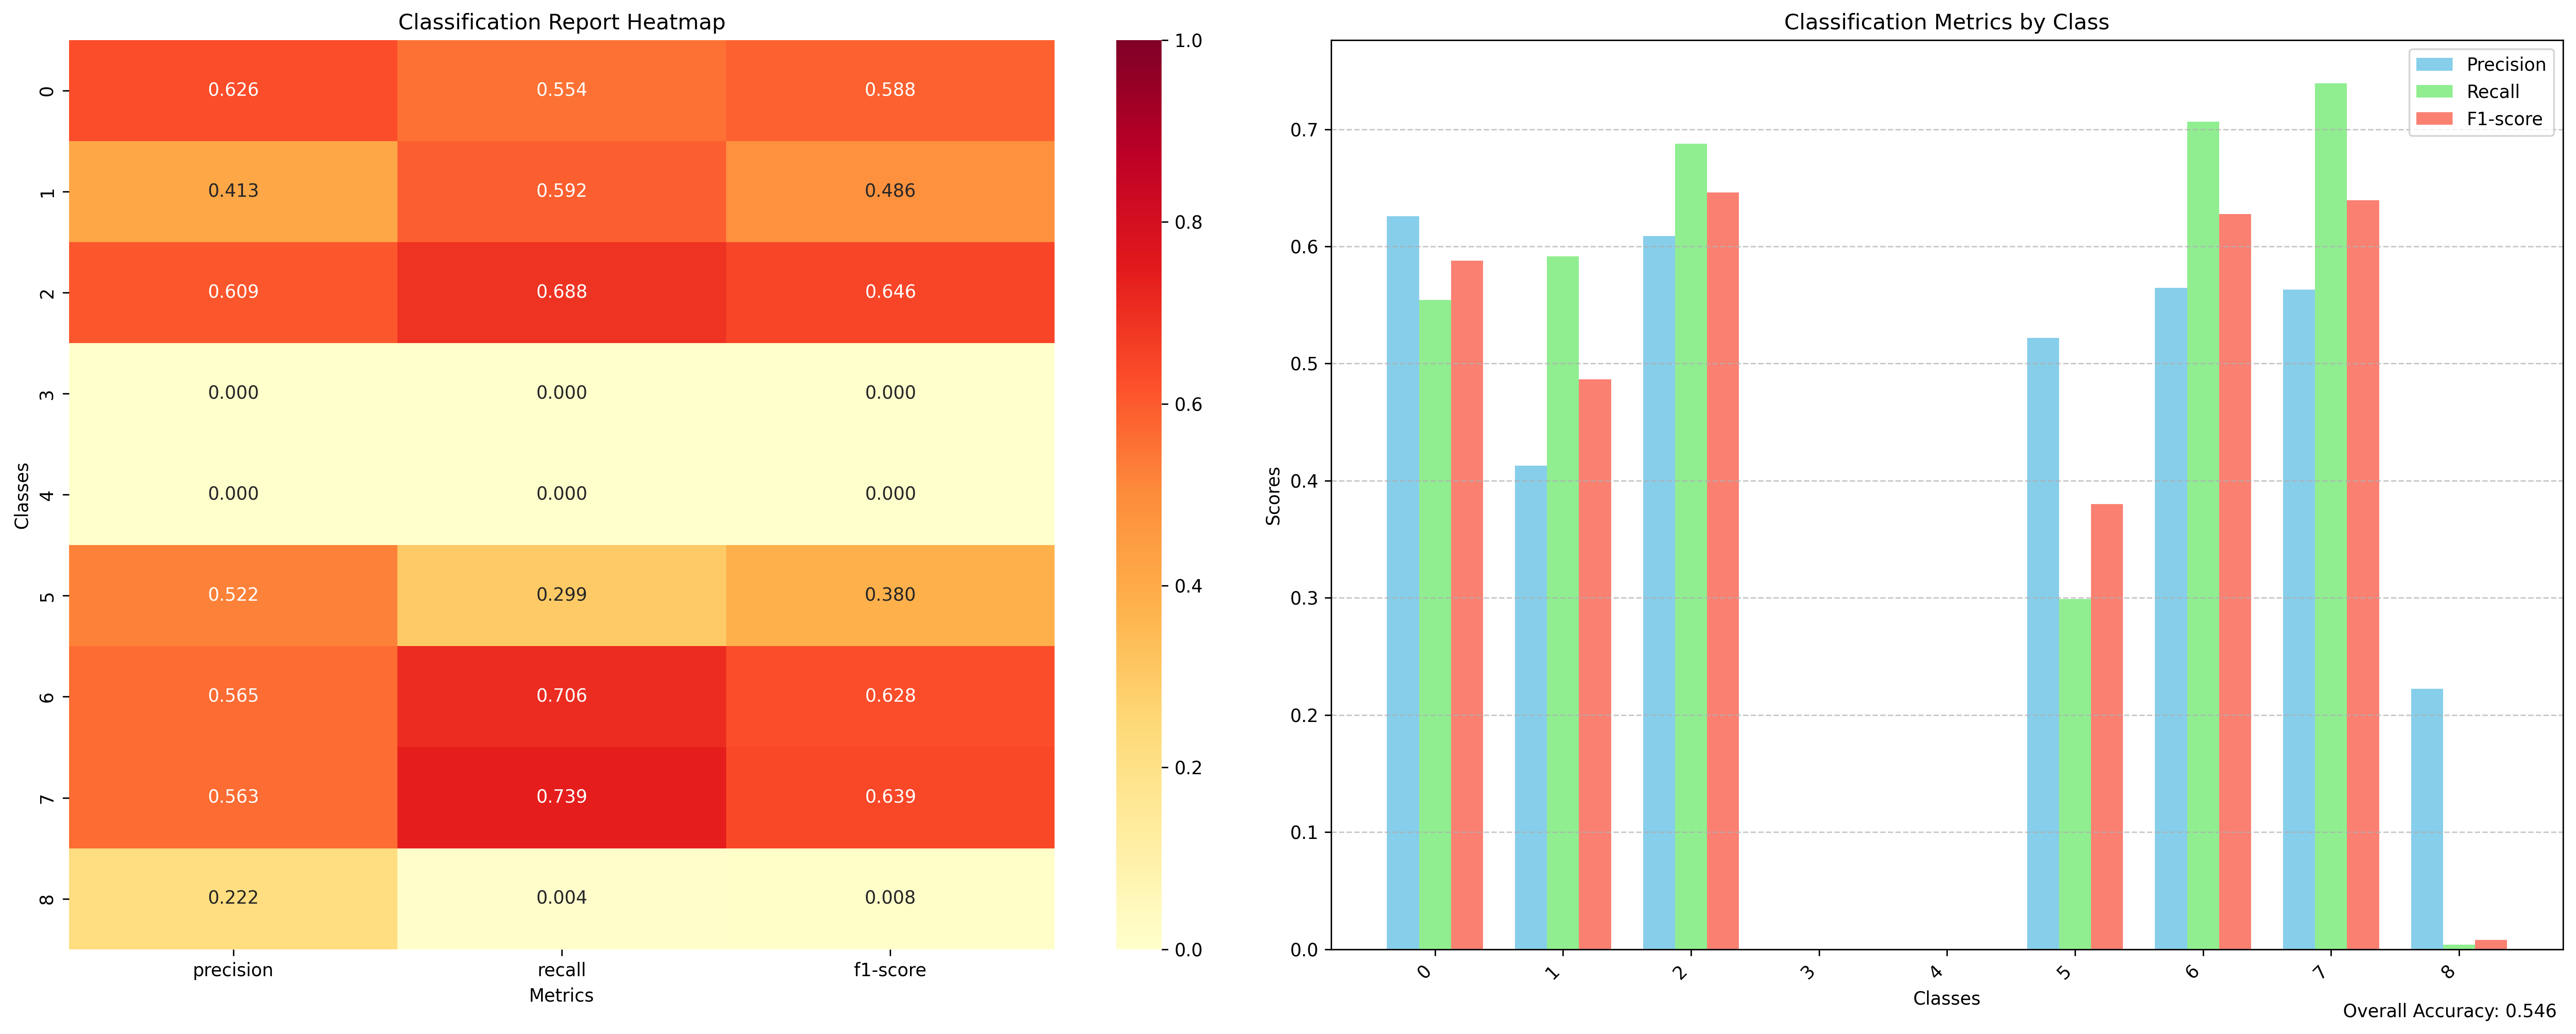 Classification Report Heatmap
Classes
0 0.626 0.554 0.588
1 0.413 0.592 0.486
2 0.609 0.688 0.646
3 0.000 0.000 0.000
4 0.000 0.000 0.000
5 0.522 0.299 0.380
6 0.565 0.706 0.628
7 0.563 0.739 0.639
8 0.222 0.004 0.008
precision recall f1-score
Metrics
1.0
0.8
0.6
0.4
0.2
0.0
Classification Metrics by Class
Precision
Recall
F1-score
Scores
0.7
0.6
0.5
0.4
0.3
0.2
0.1
0.0
0 1 2 3 4 5 6 7 8
Classes
Overall Accuracy: 0.546